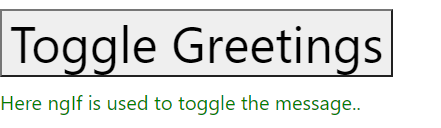 Toggle Greetings
Here ngIf is used to toggle the message..